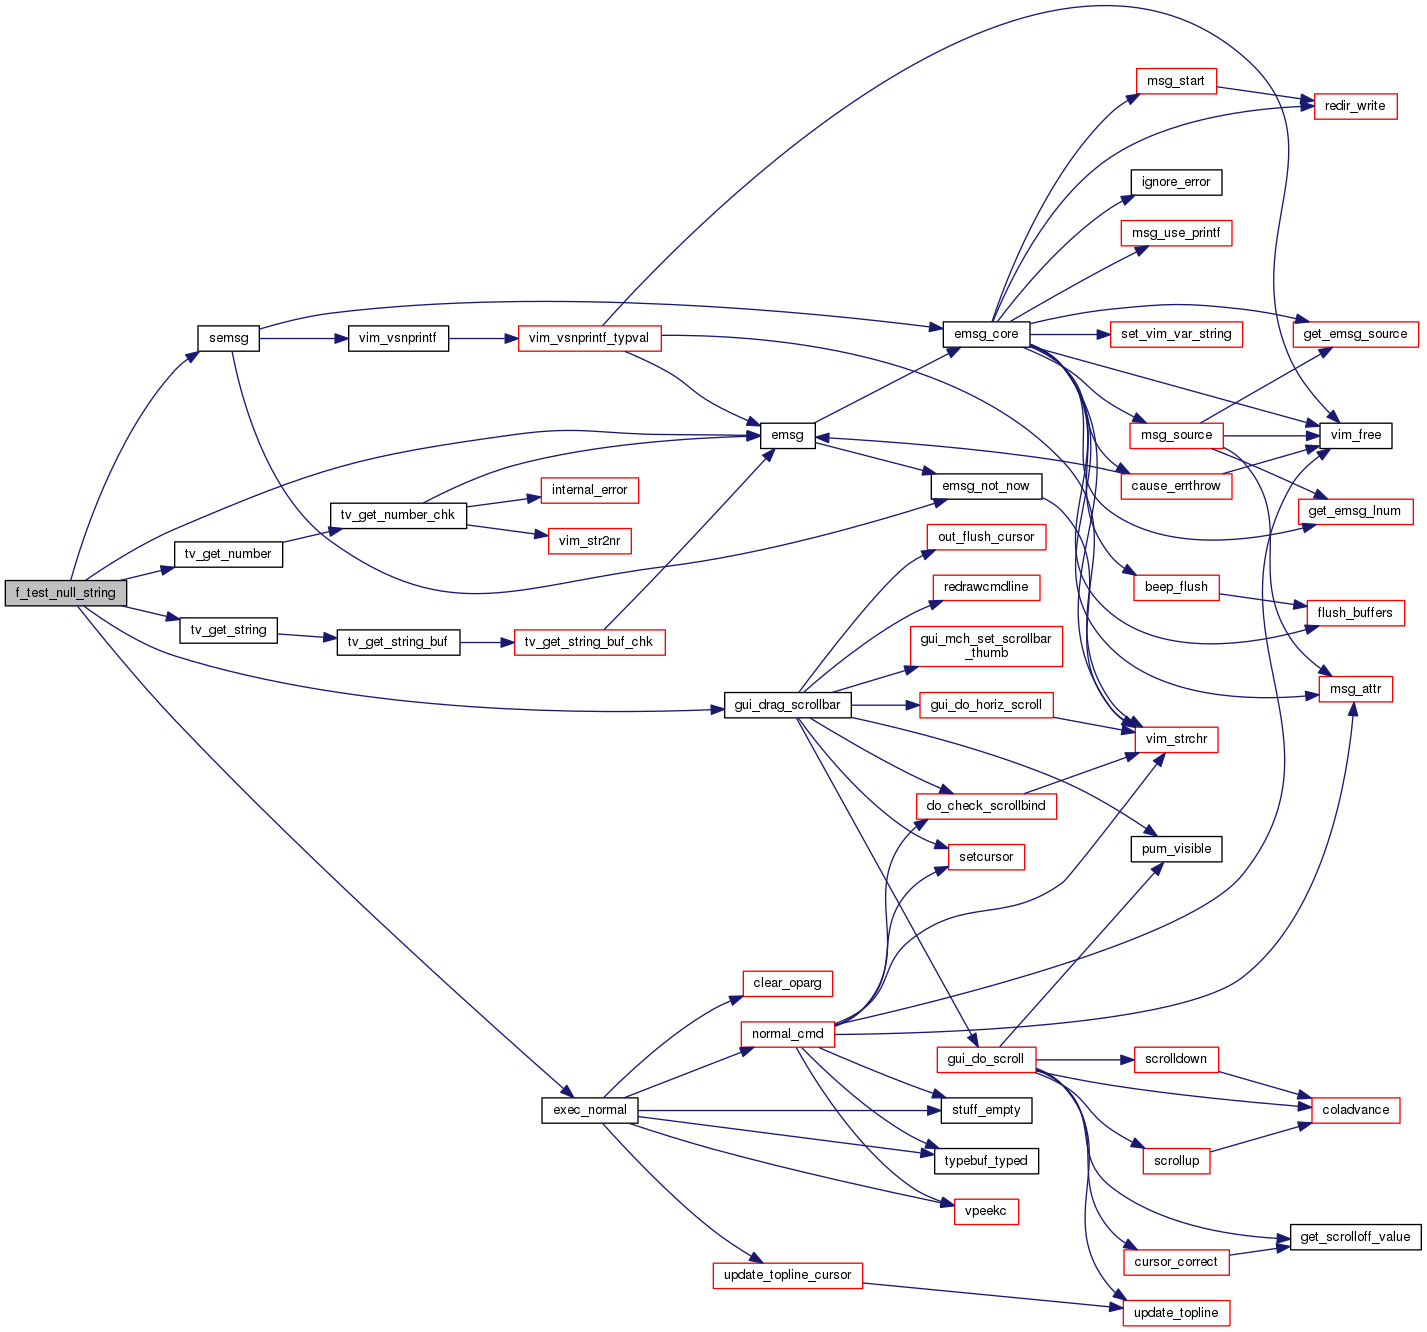 f_test_null_string
semsg
tv_get_number
tv_get_string
vim_vsnprintf
tv_get_number_chk
tv_get_string_buf
vim_vsnprintf_typval
internal_error
vim_str2nr
tv_get_string_buf_chk
exec_normal
emsg
gui_drag_scrollbar
clear_oparg
normal_cmd
update_topline_cursor
emsg_core
emsg_not_now
out_flush_cursor
redrawcmdline
gui_mch_set_scrollbar
_thumb
gui_do_horiz_scroll
do_check_scrollbind
setcursor
gui_do_scroll
stuff_empty
typebuf_typed
vpeekc
msg_start
ignore_error
msg_use_printf
set_vim_var_string
msg_source
cause_errthrow
beep_flush
vim_strchr
pum_visible
scrolldown
scrollup
cursor_correct
update_topline
redir_write
get_emsg_source
vim_free
get_emsg_lnum
flush_buffers
msg_attr
coladvance
get_scrolloff_value